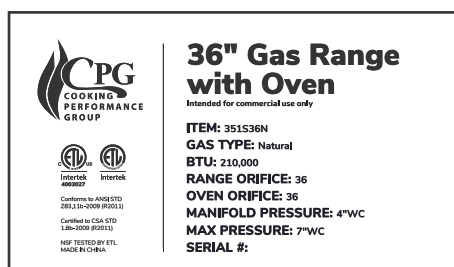 CPG
COOKING
PERFORMANCE
GROUP
ETL
C US
Intertek
4003027
ETL
Intertek
Conforms to ANSI STD
Z83,11b-2009 (R2011)
Certified to CSA STD
1.8b-2009 (R2011)
NSF TESTED BY ETL
MADE IN CHINA
36" Gas Range
with Oven
Intended for commercial use only
ITEM: 351S36N
GAS TYPE: Natural
BTU: 210,000
RANGE ORIFICE: 36
OVEN ORIFICE: 36
MANIFOLD PRESSURE: 4"WC
MAX PRESSURE: 7"WC
SERIAL #: